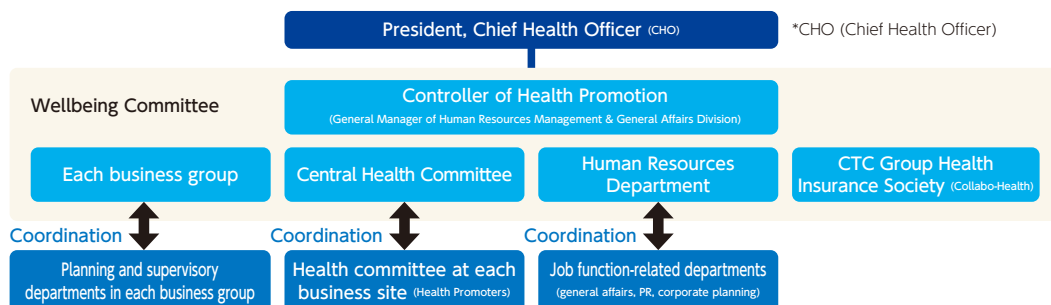 President, Chief Health Officer (CHO)
*CHO (Chief Health Officer)
Wellbeing Committee
Controller of Health Promotion
(General Manager of Human Resources Management & General Affairs Division)
Each business group
Central Health Committee
Human Resources
Department
CTC Group Health
Insurance Society (Collabo-Health)
Coordination
Coordination
Coordination
Planning and supervisory
departments in each business group
Health committee at each
business site (Health Promoters)
Job function-related departments
(general affairs, PR, corporate planning)